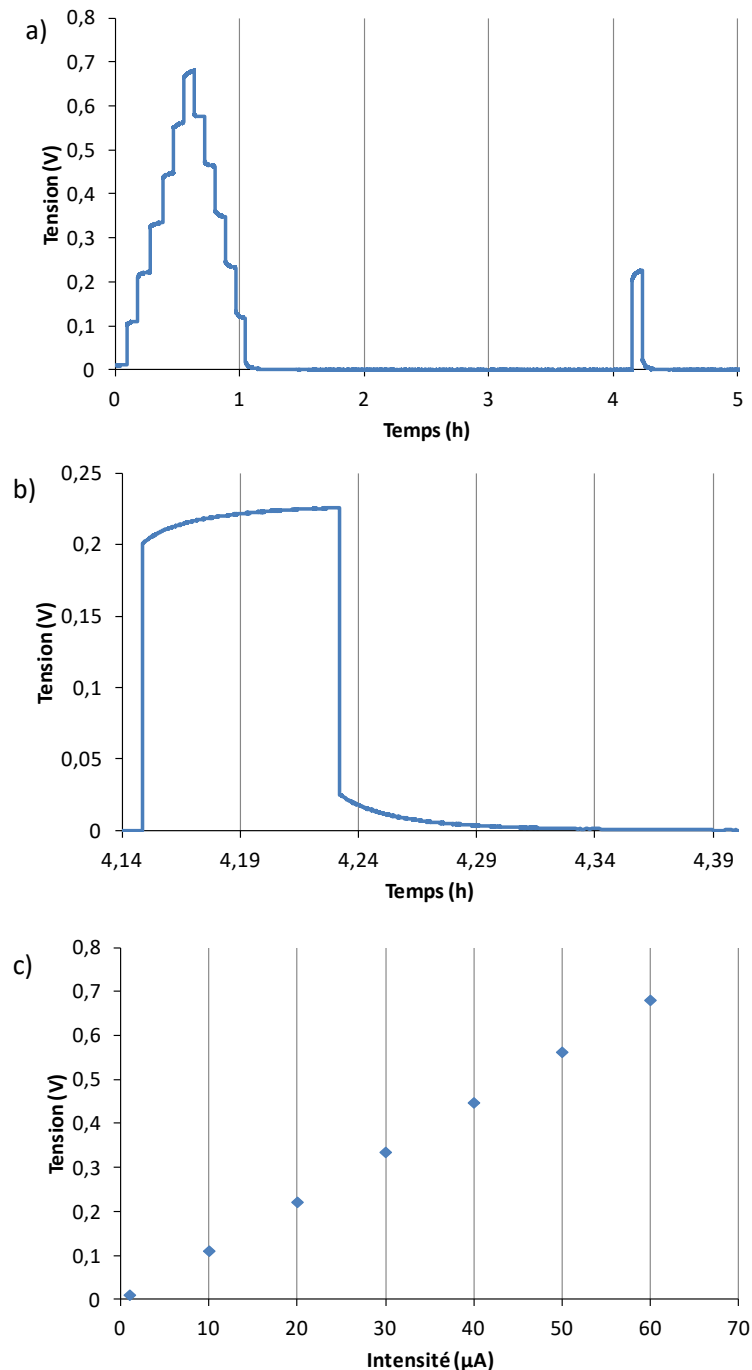 a)
0,8
0,7
0,6
0,5
0,4
0,3
0,2
0,1
0
Tension (V)
0 1 2 3 4 5
Temps (h)
b)
0,25
0,2
0,15
0,1
0,05
0
Tension (V)
4,14 4,19 4,24 4,29 4,34 4,39
Temps (h)
c)
0,8
0,7
0,6
0,5
0,4
0,3
0,2
0,1
0
Tension (V)
0 10 20 30 40 50 60 70
Intensité (µA)